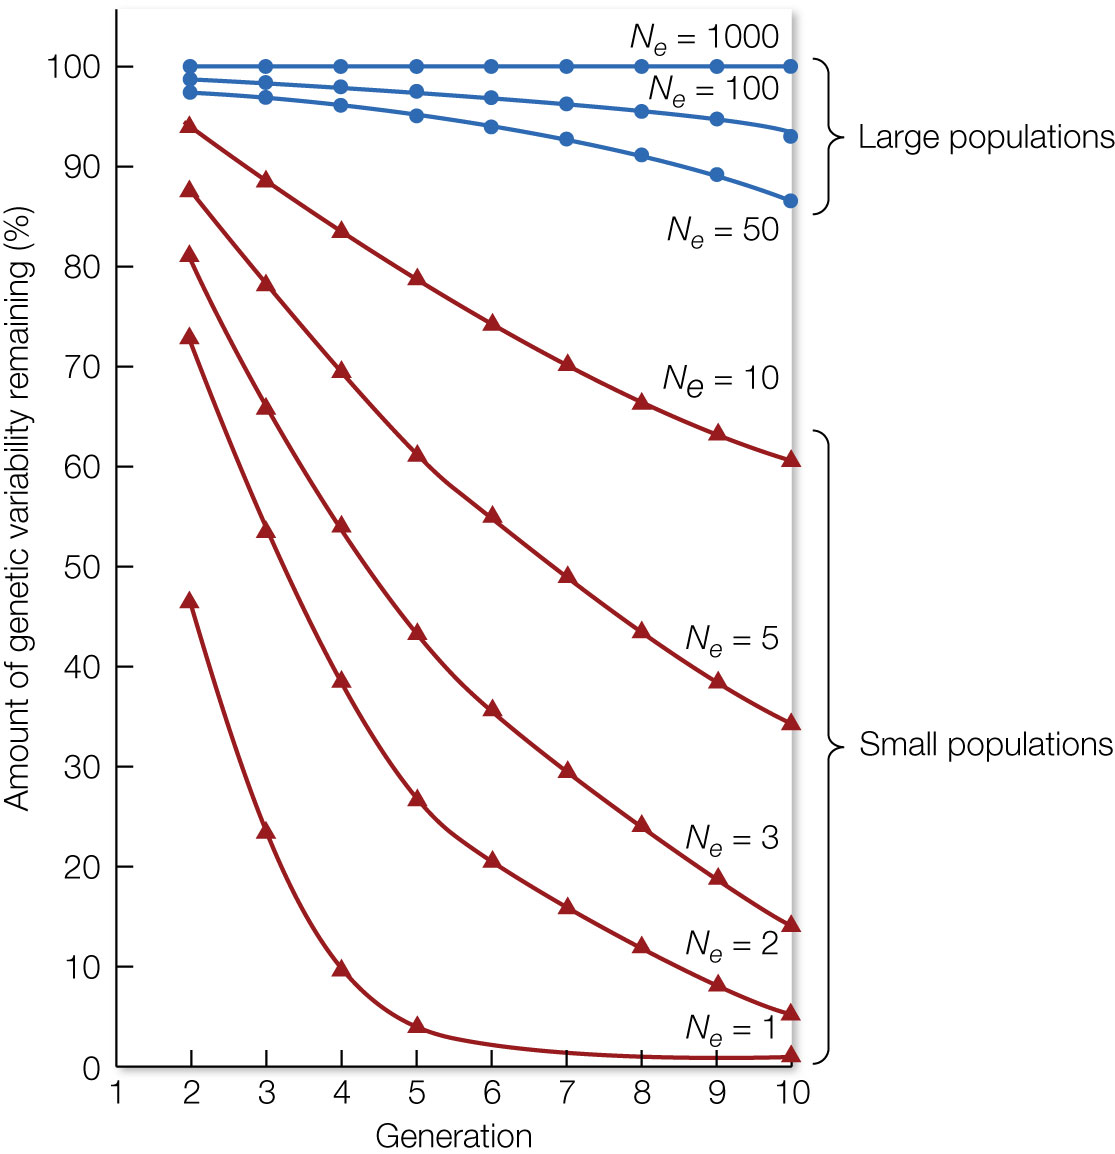 Amount of genetic variability remaining (%)
100
90
80
70
60
50
40
30
20
10
0
Ne = 1000
Ne = 100
Ne = 50
Ne = 10
Ne = 5
Ne = 3
Ne = 2
Ne = 1
Large populations
Small populations
1 2 3 4 5 6 7 8 9 10
Generation